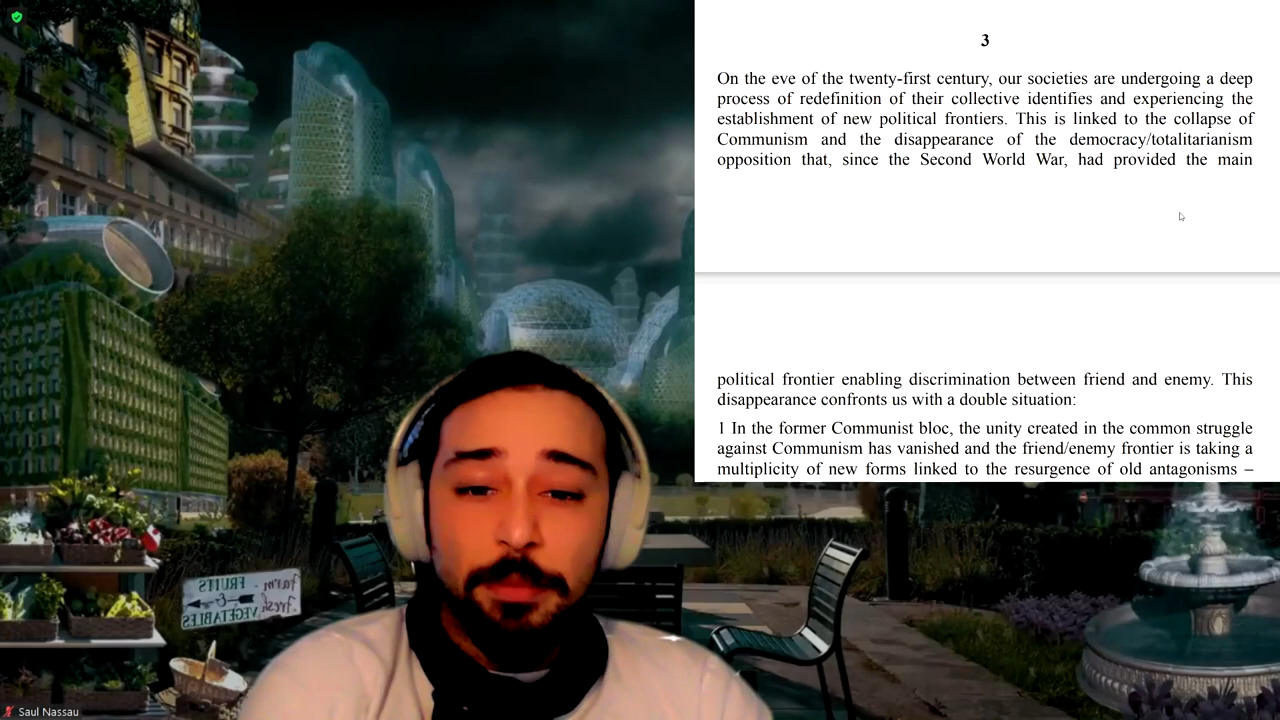 3
On the eve of the twenty-first century, our societies are undergoing a deep
process of redefinition of their collective identifies and experiencing the
establishment of new political frontiers. This is linked to the collapse of
Communism and the disappearance of the democracy/totalitarianism
opposition that, since the Second World War, had provided the main
political frontier enabling discrimination between friend and enemy. This
disappearance confronts us with a double situation:
1 In the former Communist bloc, the unity created in the common struggle
against Communism has vanished and the friend/enemy frontier is taking a
multiplicity of new forms linked to the resurgence of old antagonisms –
Farm
Fresh
FRUITS
&
VEGETABLES
Saul Nassau